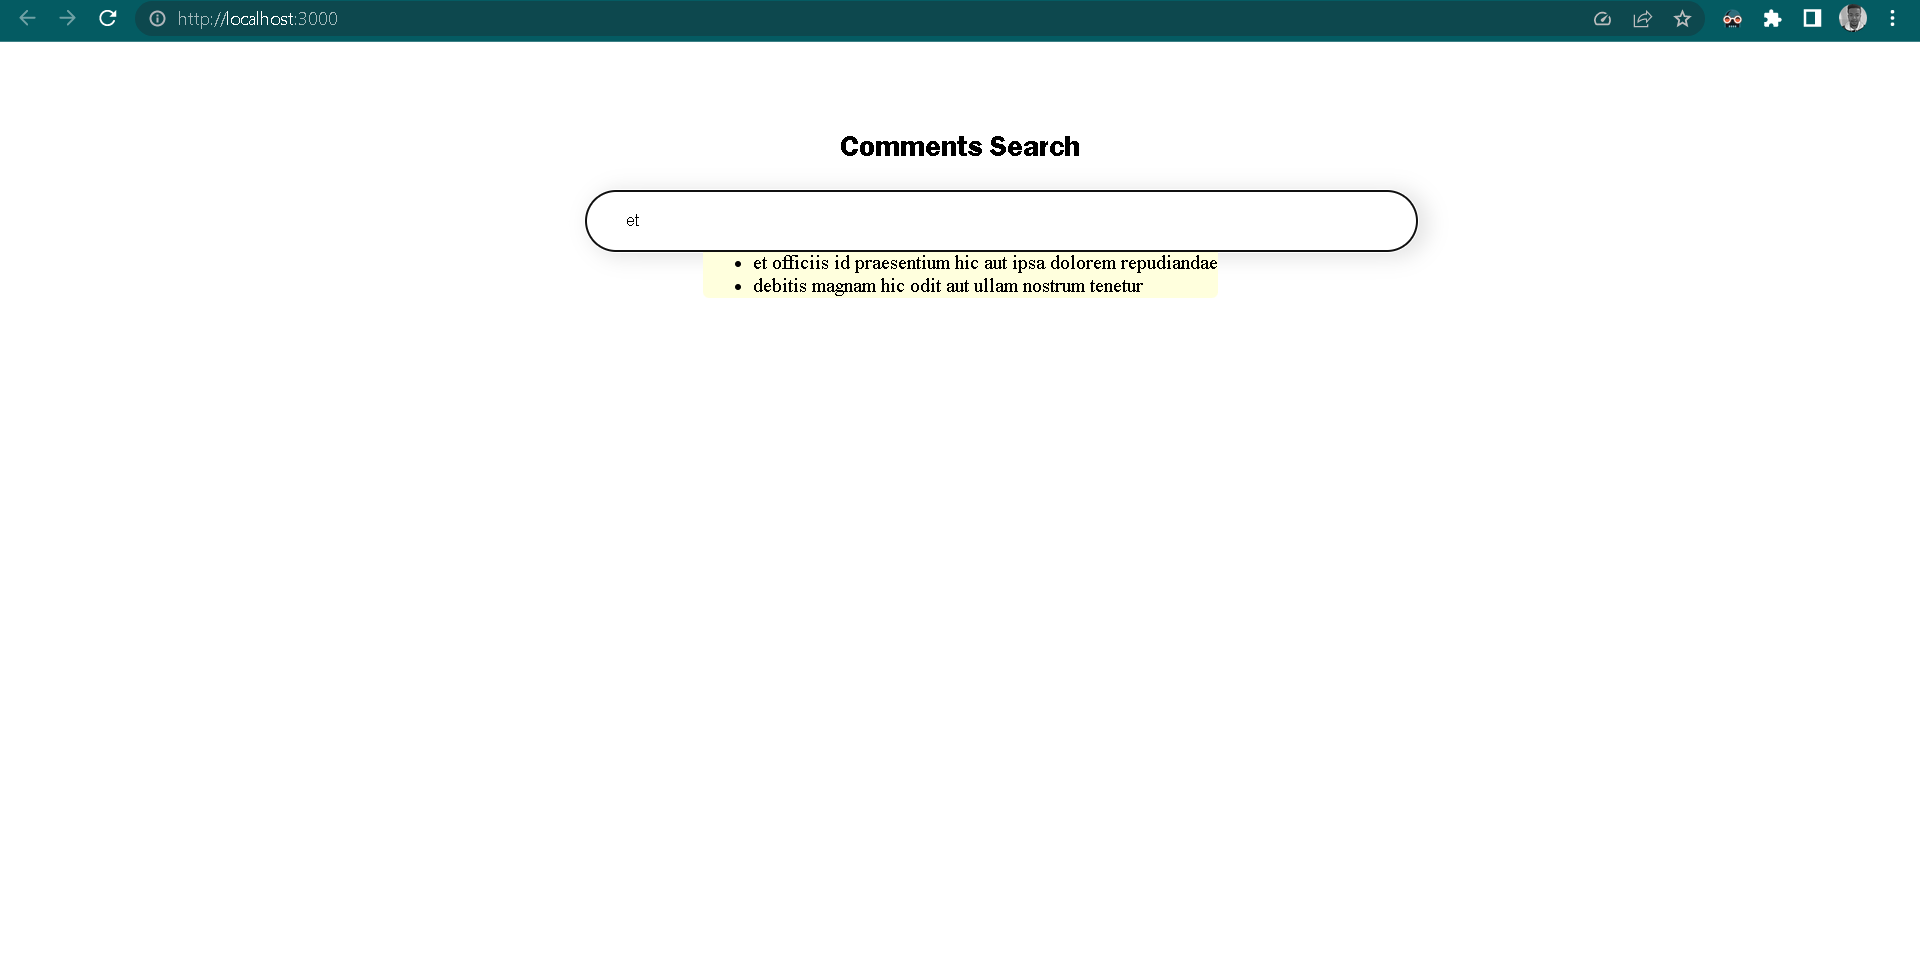 http://localhost:3000
Comments Search
et
et officiis id praesentium hic aut ipsa dolorem repudiandae
debitis magnam hic odit aut ullam nostrum tenetur